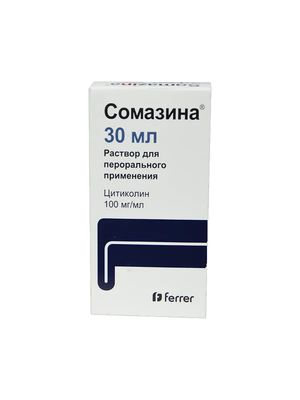 Сомазина®
30 мл
Раствор для
перорального
применения
Цитиколин
100 мг/мл
ferrer